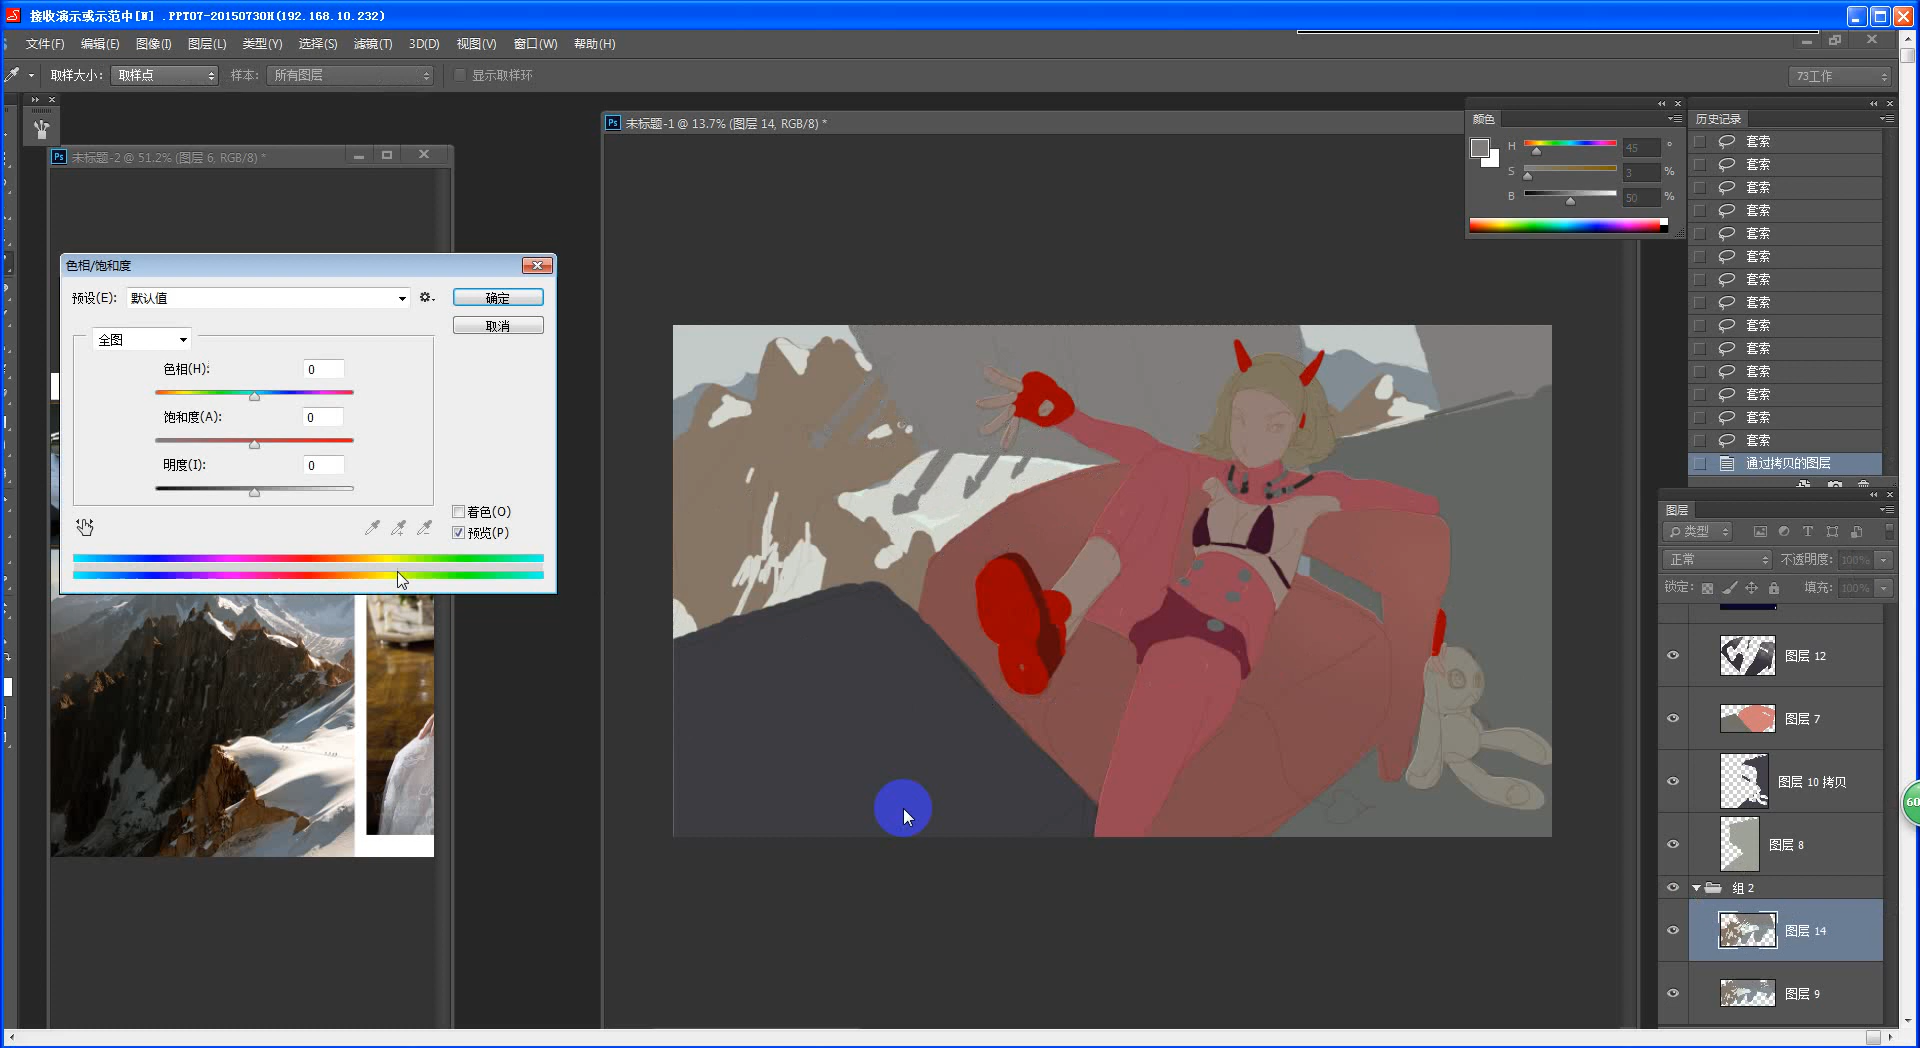 接收演示或示范中[N] .PPT07-20150730H(192.168.10.232)
文件(F) 编辑(E) 图像(I) 图层(L) 类型(Y) 选择(S) 滤镜(T) 3D(D) 视图(V) 窗口(W) 帮助(H)
取样大小: 取样点 样本: 所有图层 显示取样环 73工作
Ps 未标题-2 @ 51.2% (图层 6, RGB/8) *
Ps 未标题-1 @ 13.7% (图层 14, RGB/8) *
色相/饱和度
预设(E): 默认值 确定
取消
全图
色相(H): 0
饱和度(A): 0
明度(I): 0
着色(O)
预览(P)
颜色
H 45 °
S 3 %
B 50 %
历史记录
套索
套索
套索
套索
套索
套索
套索
套索
套索
套索
套索
套索
套索
套索
通过拷贝的图层
图层
类型
正常 不透明度: 100%
锁定: 填充: 100%
图层 12
图层 7
图层 10 拷贝
图层 8
组 2
图层 14
图层 9
60